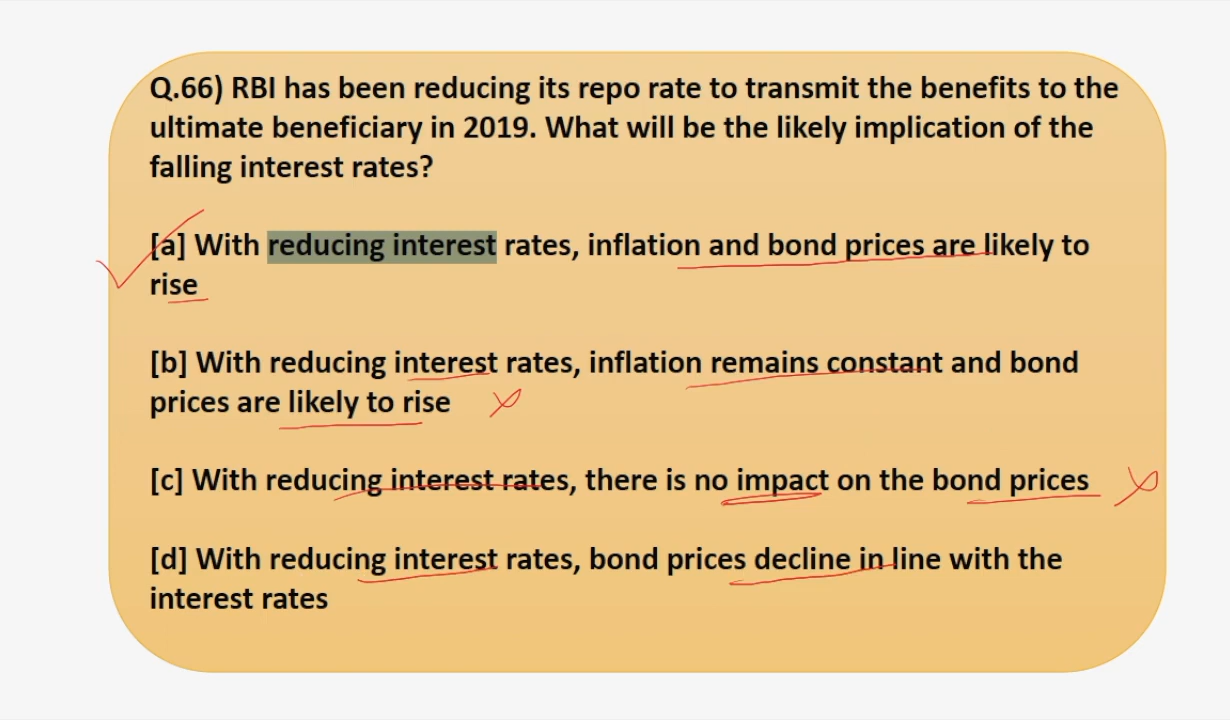 Q.66) RBI has been reducing its repo rate to transmit the benefits to the
ultimate beneficiary in 2019. What will be the likely implication of the
falling interest rates?
[a] With reducing interest rates, inflation and bond prices are likely to
rise
[b] With reducing interest rates, inflation remains constant and bond
prices are likely to rise
[c] With reducing interest rates, there is no impact on the bond prices
[d] With reducing interest rates, bond prices decline in line with the
interest rates